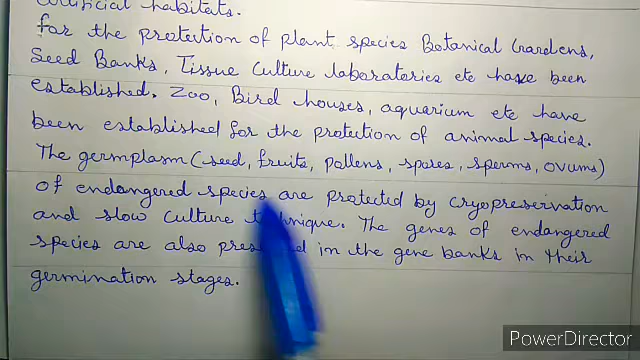 artificial habitats.
For the protection of plant species Botanical Gardens,
Seed Banks, Tissue Culture laboratories etc have been
established. Zoo, Bird houses, aquarium etc have
been established for the protection of animal species.
The germplasm (seed, fruits, pollens, spores, sperms, ovums)
of endangered species are protected by cryopreservation
and slow culture technique. The genes of endangered
species are also in the gene banks in their
germination stages.
PowerDirector